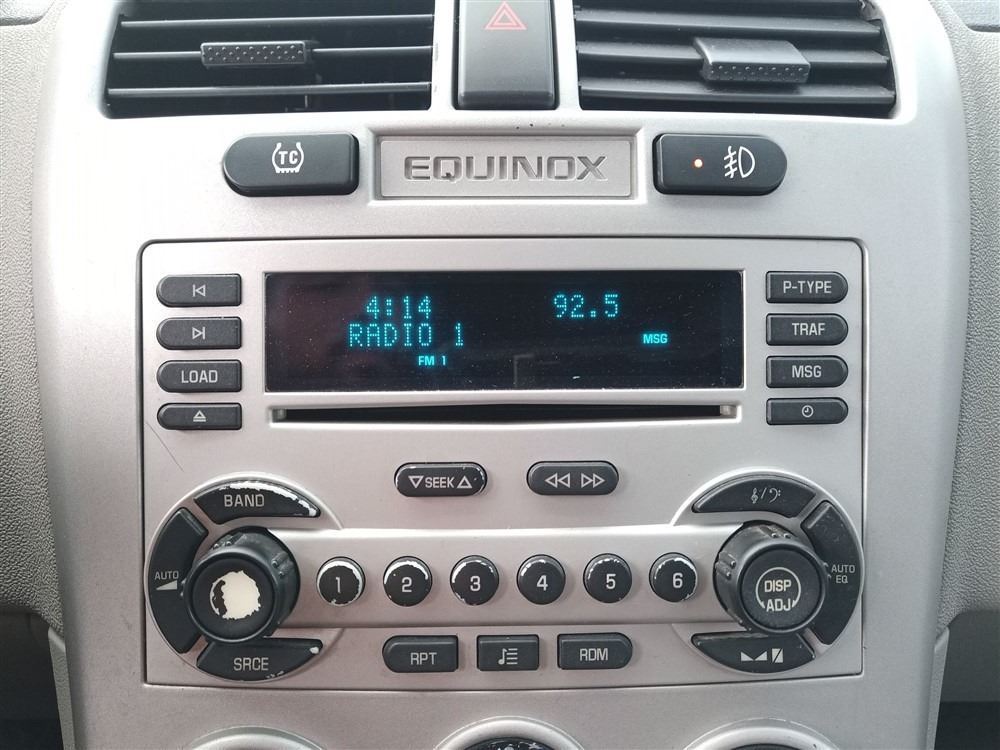 TC
EQUINOX
4:14 92.5
RADIO 1
MSG
FM 1
LOAD
P-TYPE
TRAF
MSG
SEEK
BAND
AUTO
SRCE
1 2 3 4 5 6
DISP
ADJ
AUTO
EQ
RPT
RDM